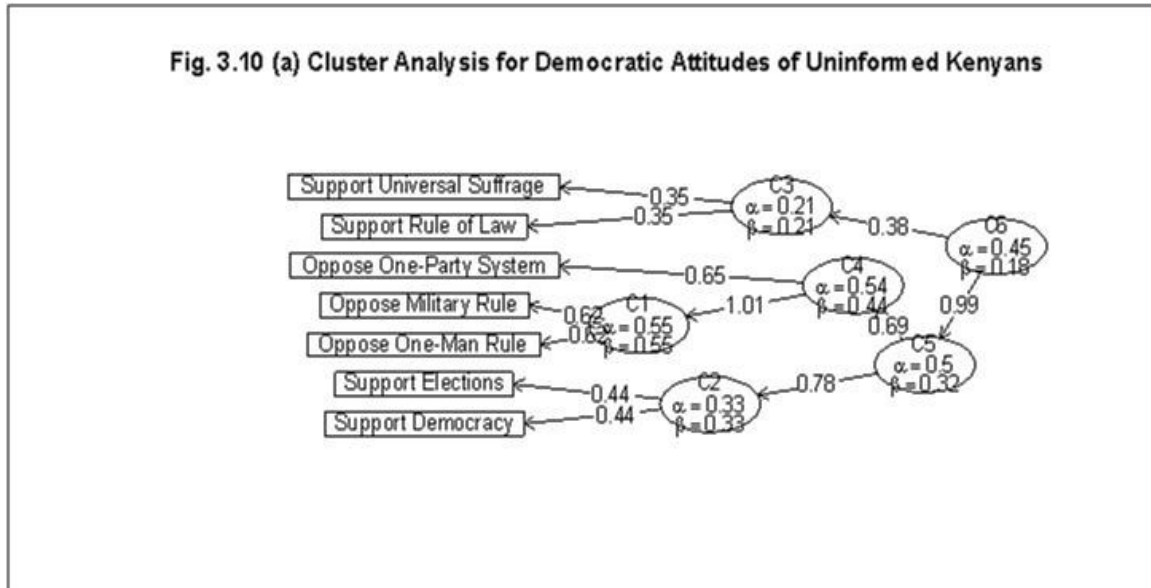 Fig. 3.10 (a) Cluster Analysis for Democratic Attitudes of Uninformed Kenyans
Support Universal Suffrage
0.35
C3
α = 0.21
β = 0.21
Support Rule of Law
0.35
0.38
C6
α = 0.45
β = 0.18
Oppose One-Party System
0.65
C4
α = 0.54
β = 0.44
Oppose Military Rule
0.62
C1
α = 0.55
β = 0.55
1.01
0.99
0.69
Oppose One-Man Rule
C5
α = 0.5
β = 0.32
Support Elections
0.44
C2
α = 0.33
β = 0.33
0.78
Support Democracy
0.44